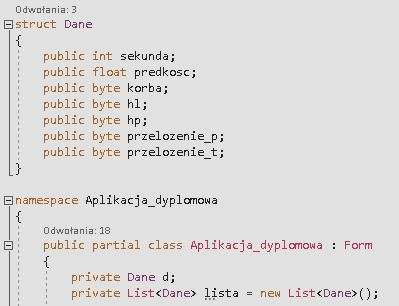 Odwołania: 3
struct Dane
{
public int sekunda;
public float predkosc;
public byte korba;
public byte hl;
public byte hp;
public byte przelozenie_p;
public byte przelozenie_t;
}
namespace Aplikacja_dyplomowa
{
Odwołania: 18
public partial class Aplikacja_dyplomowa : Form
{
private Dane d;
private List<Dane> lista = new List<Dane>();